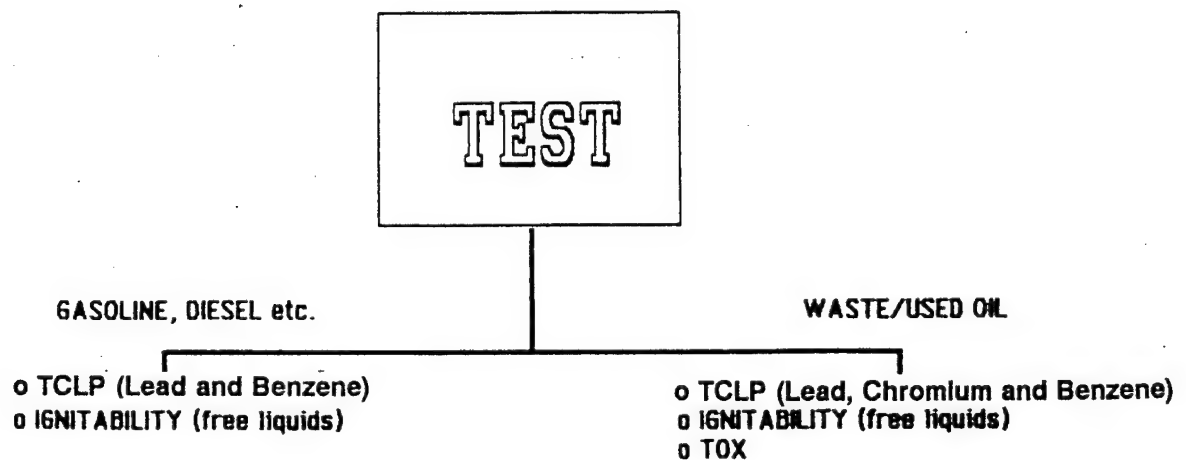 TEST
GASOLINE, DIESEL etc.
WASTE/USED OIL
o TCLP (Lead and Benzene)
o IGNITABILITY (free liquids)
o TCLP (Lead, Chromium and Benzene)
o IGNITABILITY (free liquids)
o TOX